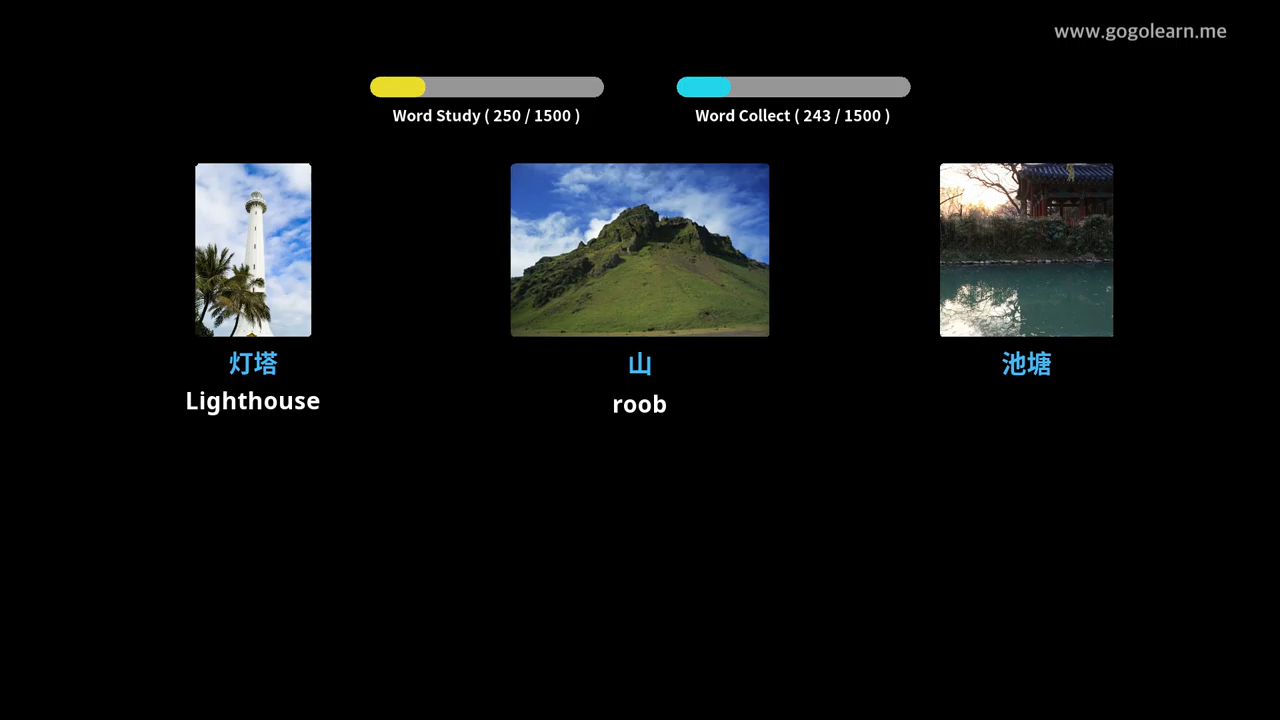 www.gogolearn.me
Word Study ( 250 / 1500 )
Word Collect ( 243 / 1500 )
灯塔
山
池塘
Lighthouse
roob